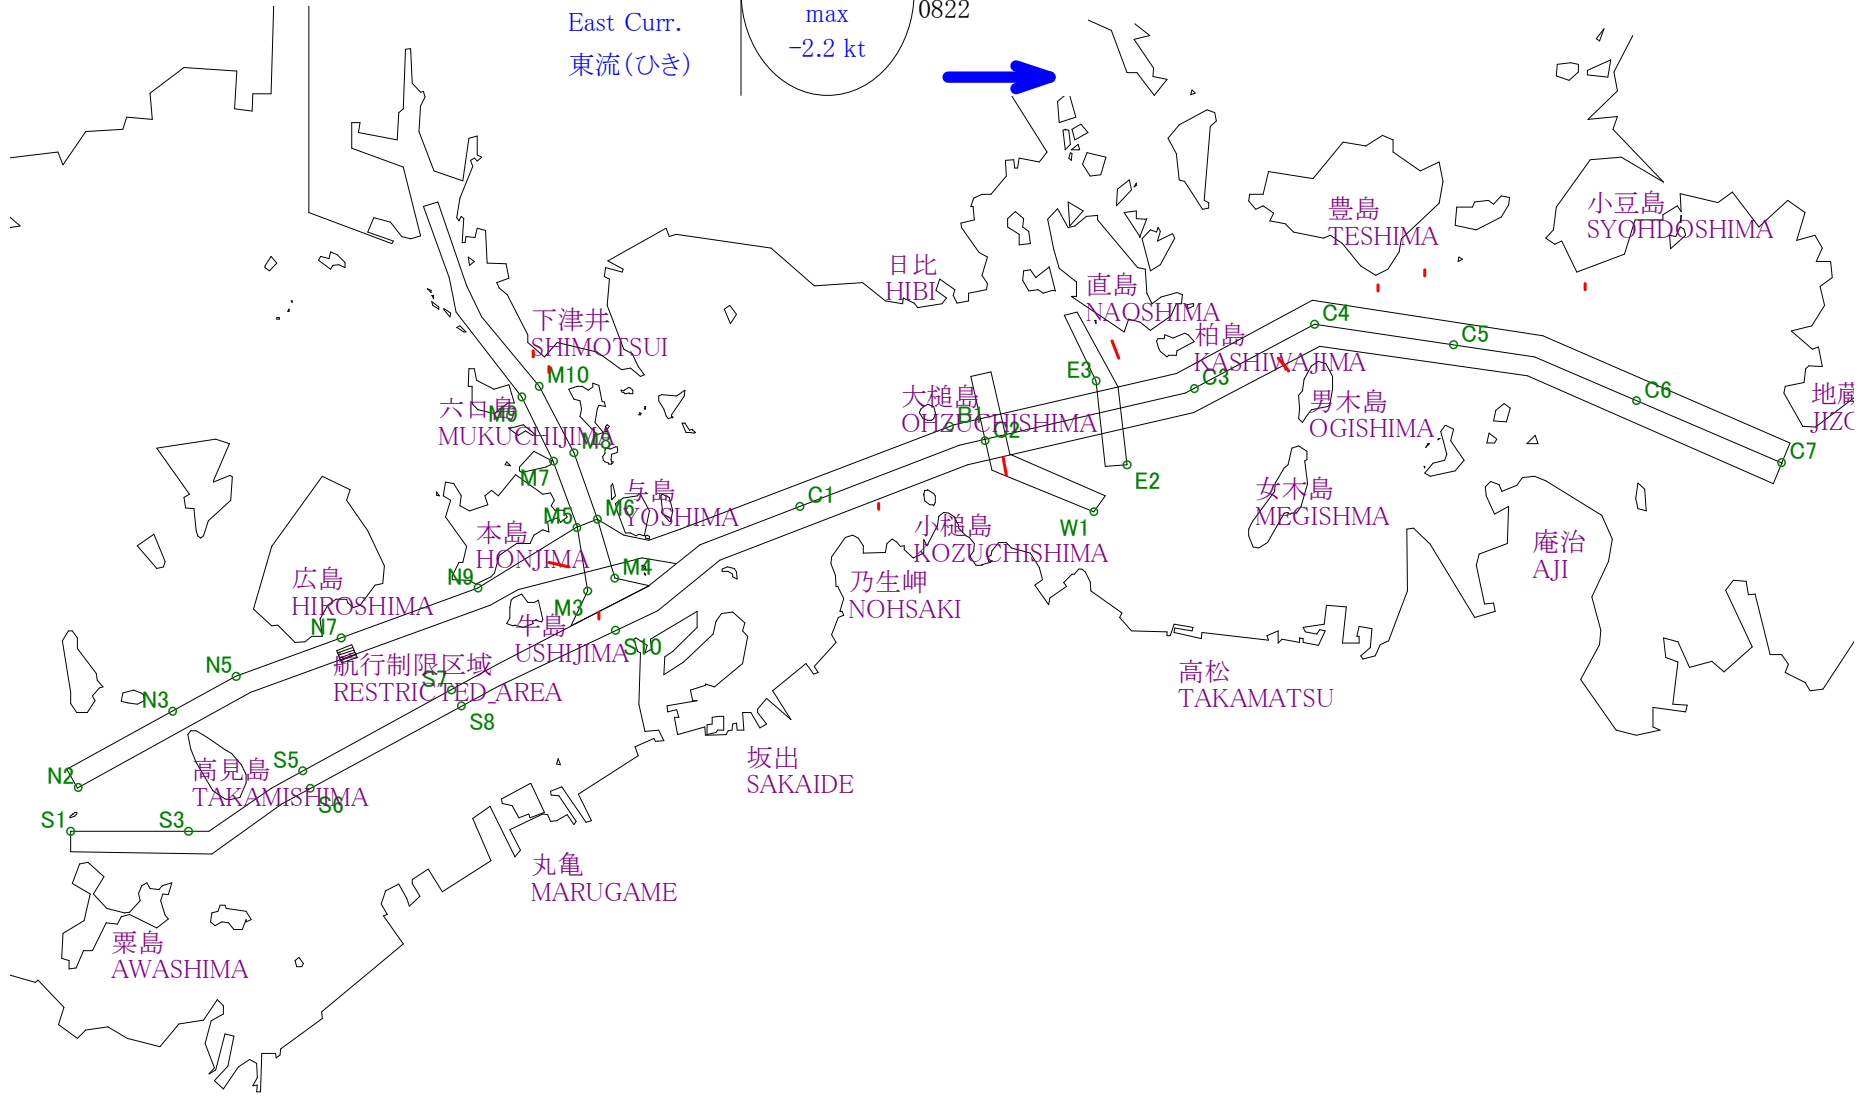 East Curr.
東流(ひき)
max
-2.2 kt
0822
豊島
TESHIMA
小豆島
SYOHDOSHIMA
日比
HIBI
直島
NAOSHIMA
下津井
SHIMOTSUI
柏島
KASHIWAJIMA
C4
C5
E3
C3
C6
M10
M9
六口島
MUKUCHIJIMA
M8
大槌島
OHZUCHISHIMA
B1
C2
男木島
OGISHIMA
C7
M7
E2
与島
YOSHIMA
C1
女木島
MEGISHMA
M5
M6
W1
本島
HONJIMA
小槌島
KOZUCHISHIMA
庵治
AJI
広島
HIROSHIMA
N9
M4
M3
乃生岬
NOHSAKI
N7
牛島
USHIJIMA
S10
航行制限区域
RESTRICTED_AREA
N5
S7
高松
TAKAMATSU
N3
S8
高見島
TAKAMISHIMA
N2
S5
S6
坂出
SAKAIDE
S1
S3
丸亀
MARUGAME
粟島
AWASHIMA
地蔵
JIZO